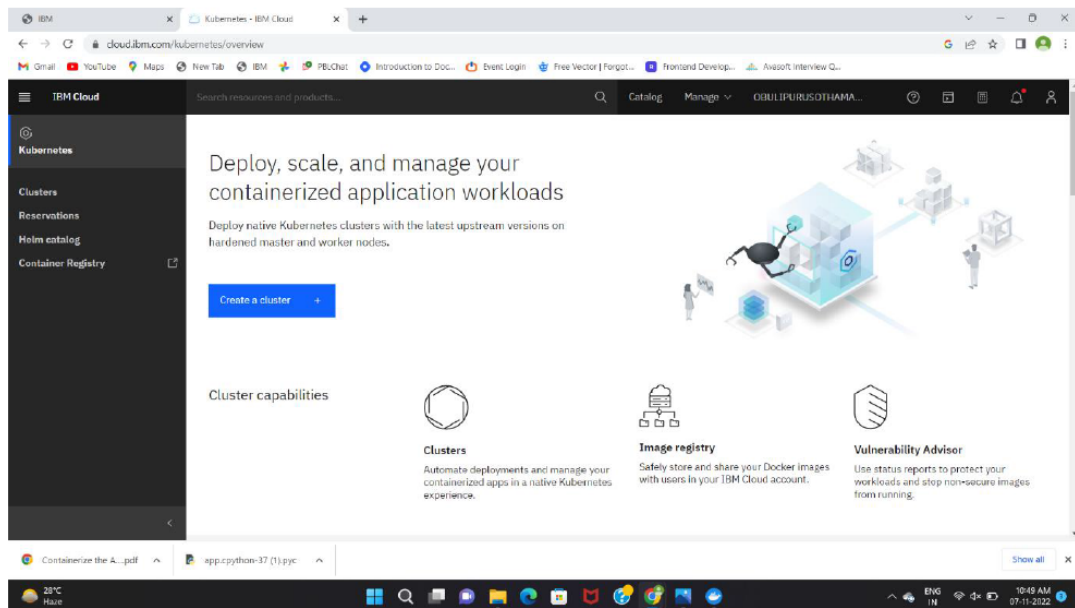 IBM
Kubernetes - IBM Cloud
cloud.ibm.com/kubernetes/overview
Gmail YouTube Maps New Tab IBM PBLChat Introduction to Doc... Event Login Free Vector | Forgot... Frontend Develop... Avasoft Interview Q...
IBM Cloud Search resources and products... Catalog Manage OBULIPURUSOTHAMA...
Kubernetes
Clusters
Reservations
Helm catalog
Container Registry
Deploy, scale, and manage your
containerized application workloads
Deploy native Kubernetes clusters with the latest upstream versions on
hardened master and worker nodes.
Create a cluster +
Cluster capabilities
Clusters
Automate deployments and manage your
containerized apps in a native Kubernetes
experience.
Image registry
Safely store and share your Docker images
with users in your IBM Cloud account.
Vulnerability Advisor
Use status reports to protect your
workloads and stop non-secure images
from running.
Containerize the A....pdf app.cpython-37 (1).pyc Show all
28°C
Haze
ENG
IN
10:49 AM
07-11-2022
3